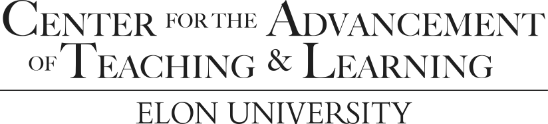 CENTER FOR THE ADVANCEMENT
OF TEACHING & LEARNING
ELON UNIVERSITY